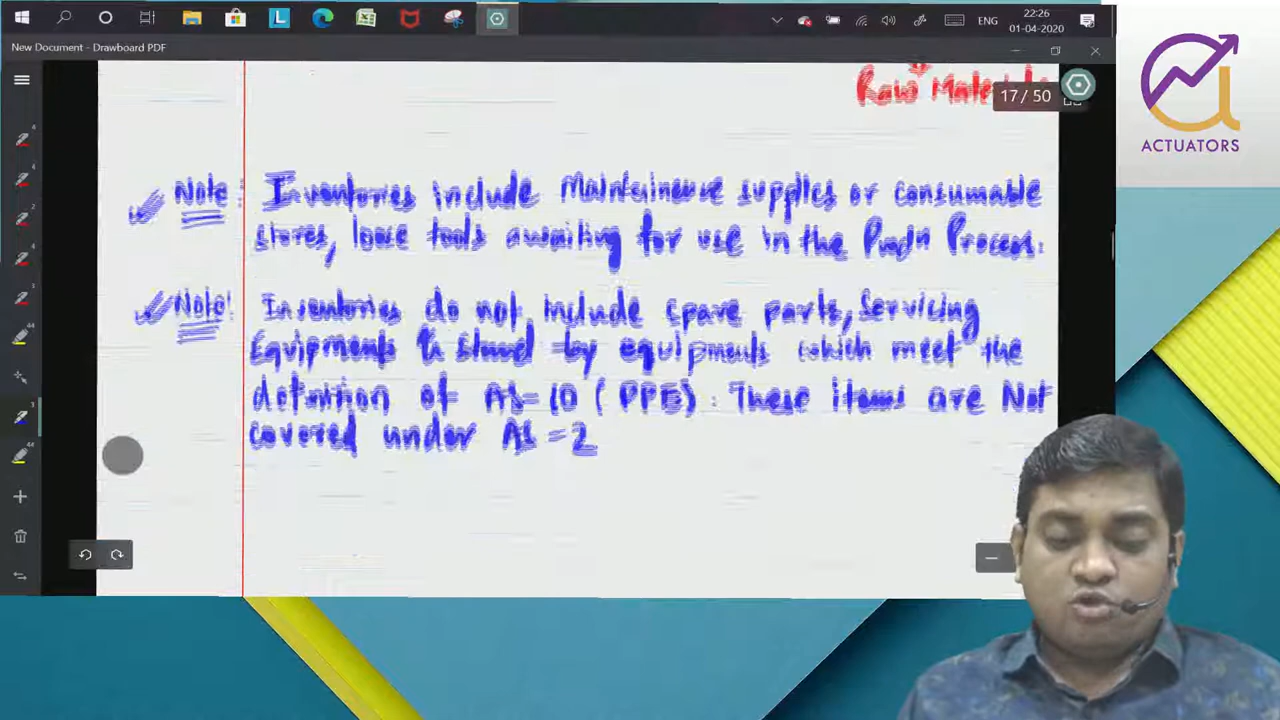 22:26
ENG
01-04-2020
New Document - Drawboard PDF
17 / 50
ACTUATORS
Raw
Note: Inventories include Maintainence supplies or consumable
stores, loose tools awaiting for use in the Prodn Process.
Note: Inventories do not include spare parts, Servicing
Equipments & stand by equipments which meet the
definition of AS-10 (PPE). These items are Not
covered under AS-2